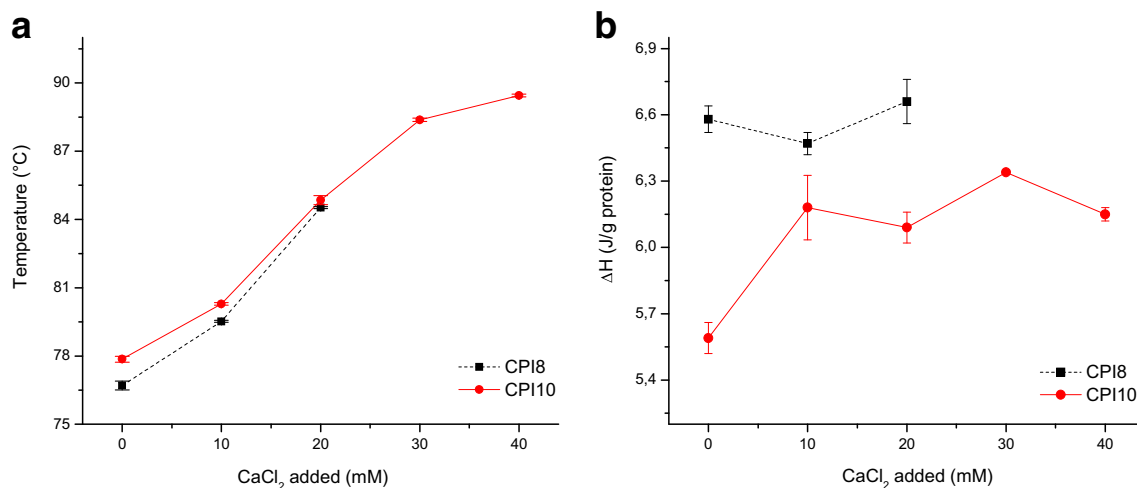 a
Temperature (°C)
90
87
84
81
78
75
0
10
20
30
40
CaCl₂ added (mM)
CPI8
CPI10
b
ΔH (J/g protein)
6,9
6,6
6,3
6,0
5,7
5,4
0
10
20
30
40
CaCl₂ added (mM)
CPI8
CPI10